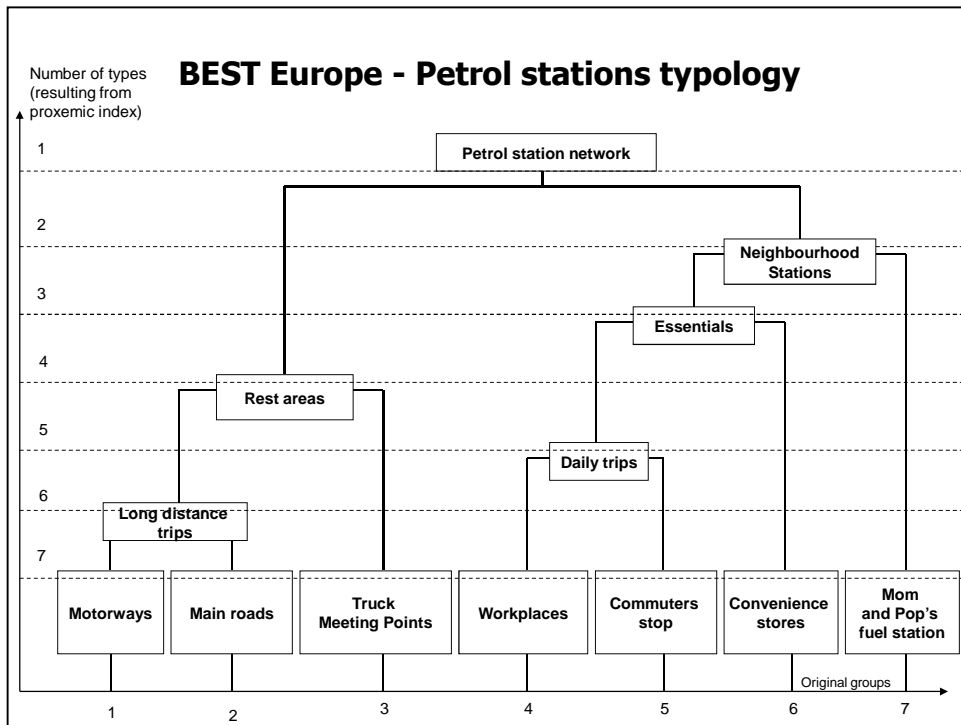 BEST Europe - Petrol stations typology
Number of types
(resulting from
proxemic index)
1
Petrol station network
2
Neighbourhood
Stations
3
Essentials
4
Rest areas
5
Daily trips
6
Long distance
trips
7
Motorways
Main roads
Truck
Meeting Points
Workplaces
Commuters
stop
Convenience
stores
Mom
and Pop's
fuel station
Original groups
1
2
3
4
5
6
7